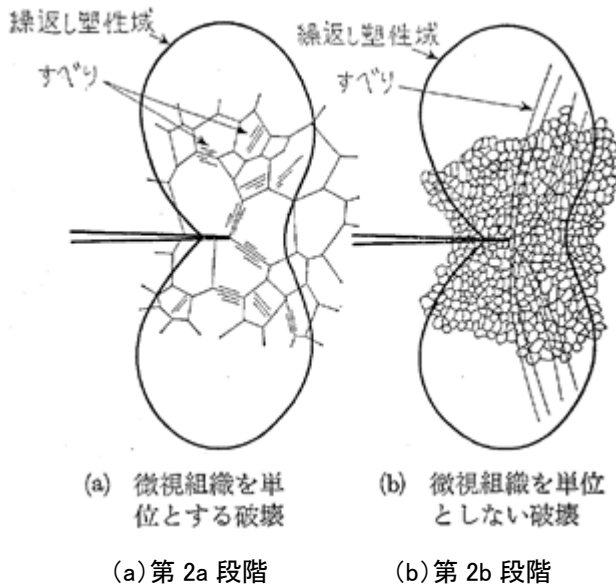 繰返し塑性域
すべり
繰返し塑性域
すべり
(a) 微視組織を単
位とする破壊
(b) 微視組織を単位
としない破壊
(a)第 2a 段階
(b)第 2b 段階